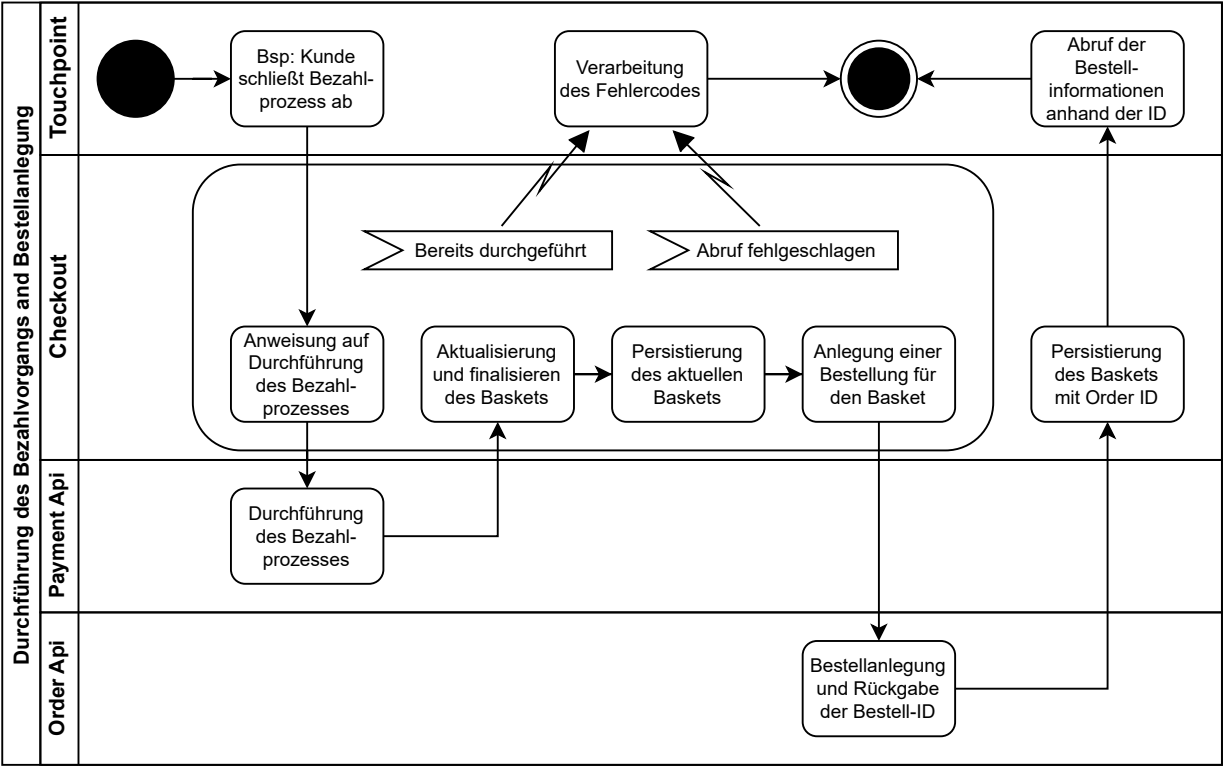 Durchführung des Bezahlvorgangs and Bestellanlegung
Touchpoint
Bsp: Kunde
schließt Bezahl-
prozess ab
Verarbeitung
des Fehlercodes
Abruf der
Bestell-
informationen
anhand der ID
Checkout
Bereits durchgeführt
Abruf fehlgeschlagen
Anweisung auf
Durchführung
des Bezahl-
prozesses
Aktualisierung
und finalisieren
des Baskets
Persistierung
des aktuellen
Baskets
Anlegung einer
Bestellung für
den Basket
Persistierung
des Baskets
mit Order ID
Payment Api
Durchführung
des Bezahl-
prozesses
Order Api
Bestellanlegung
und Rückgabe
der Bestell-ID